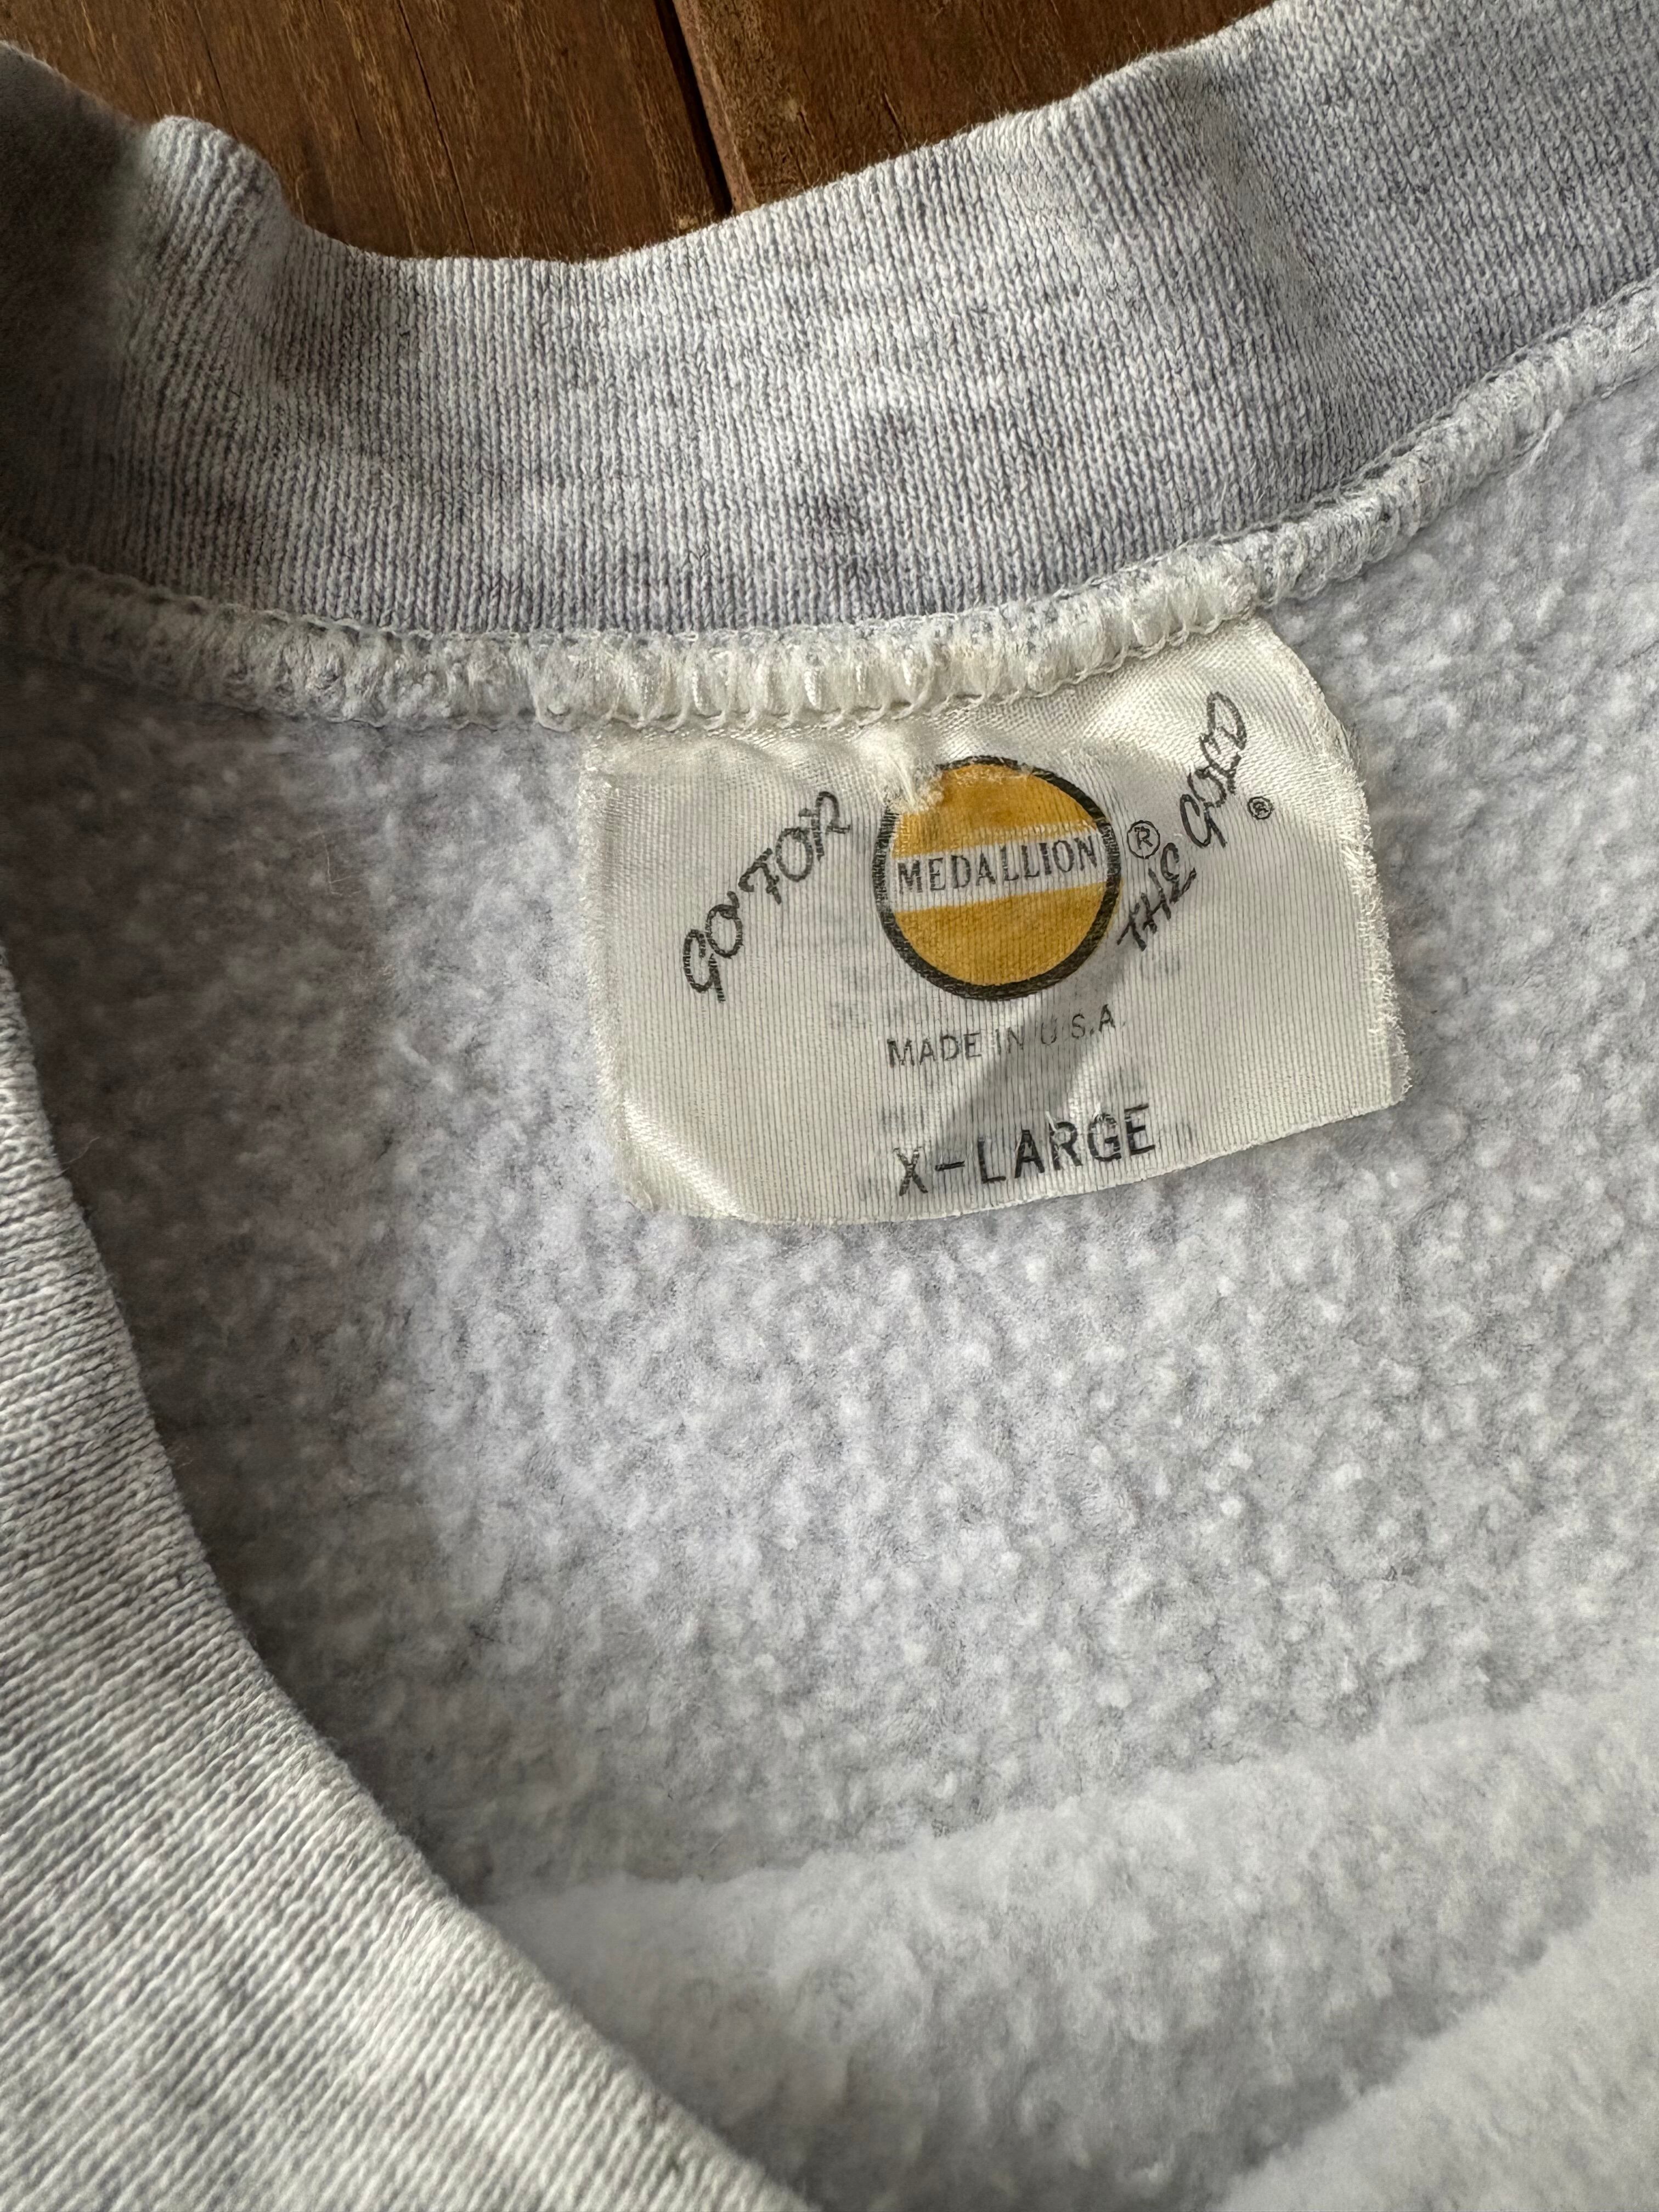 GO FOR
MEDALLION ®
THE GOLD ®
MADE IN U.S.A.
X-LARGE